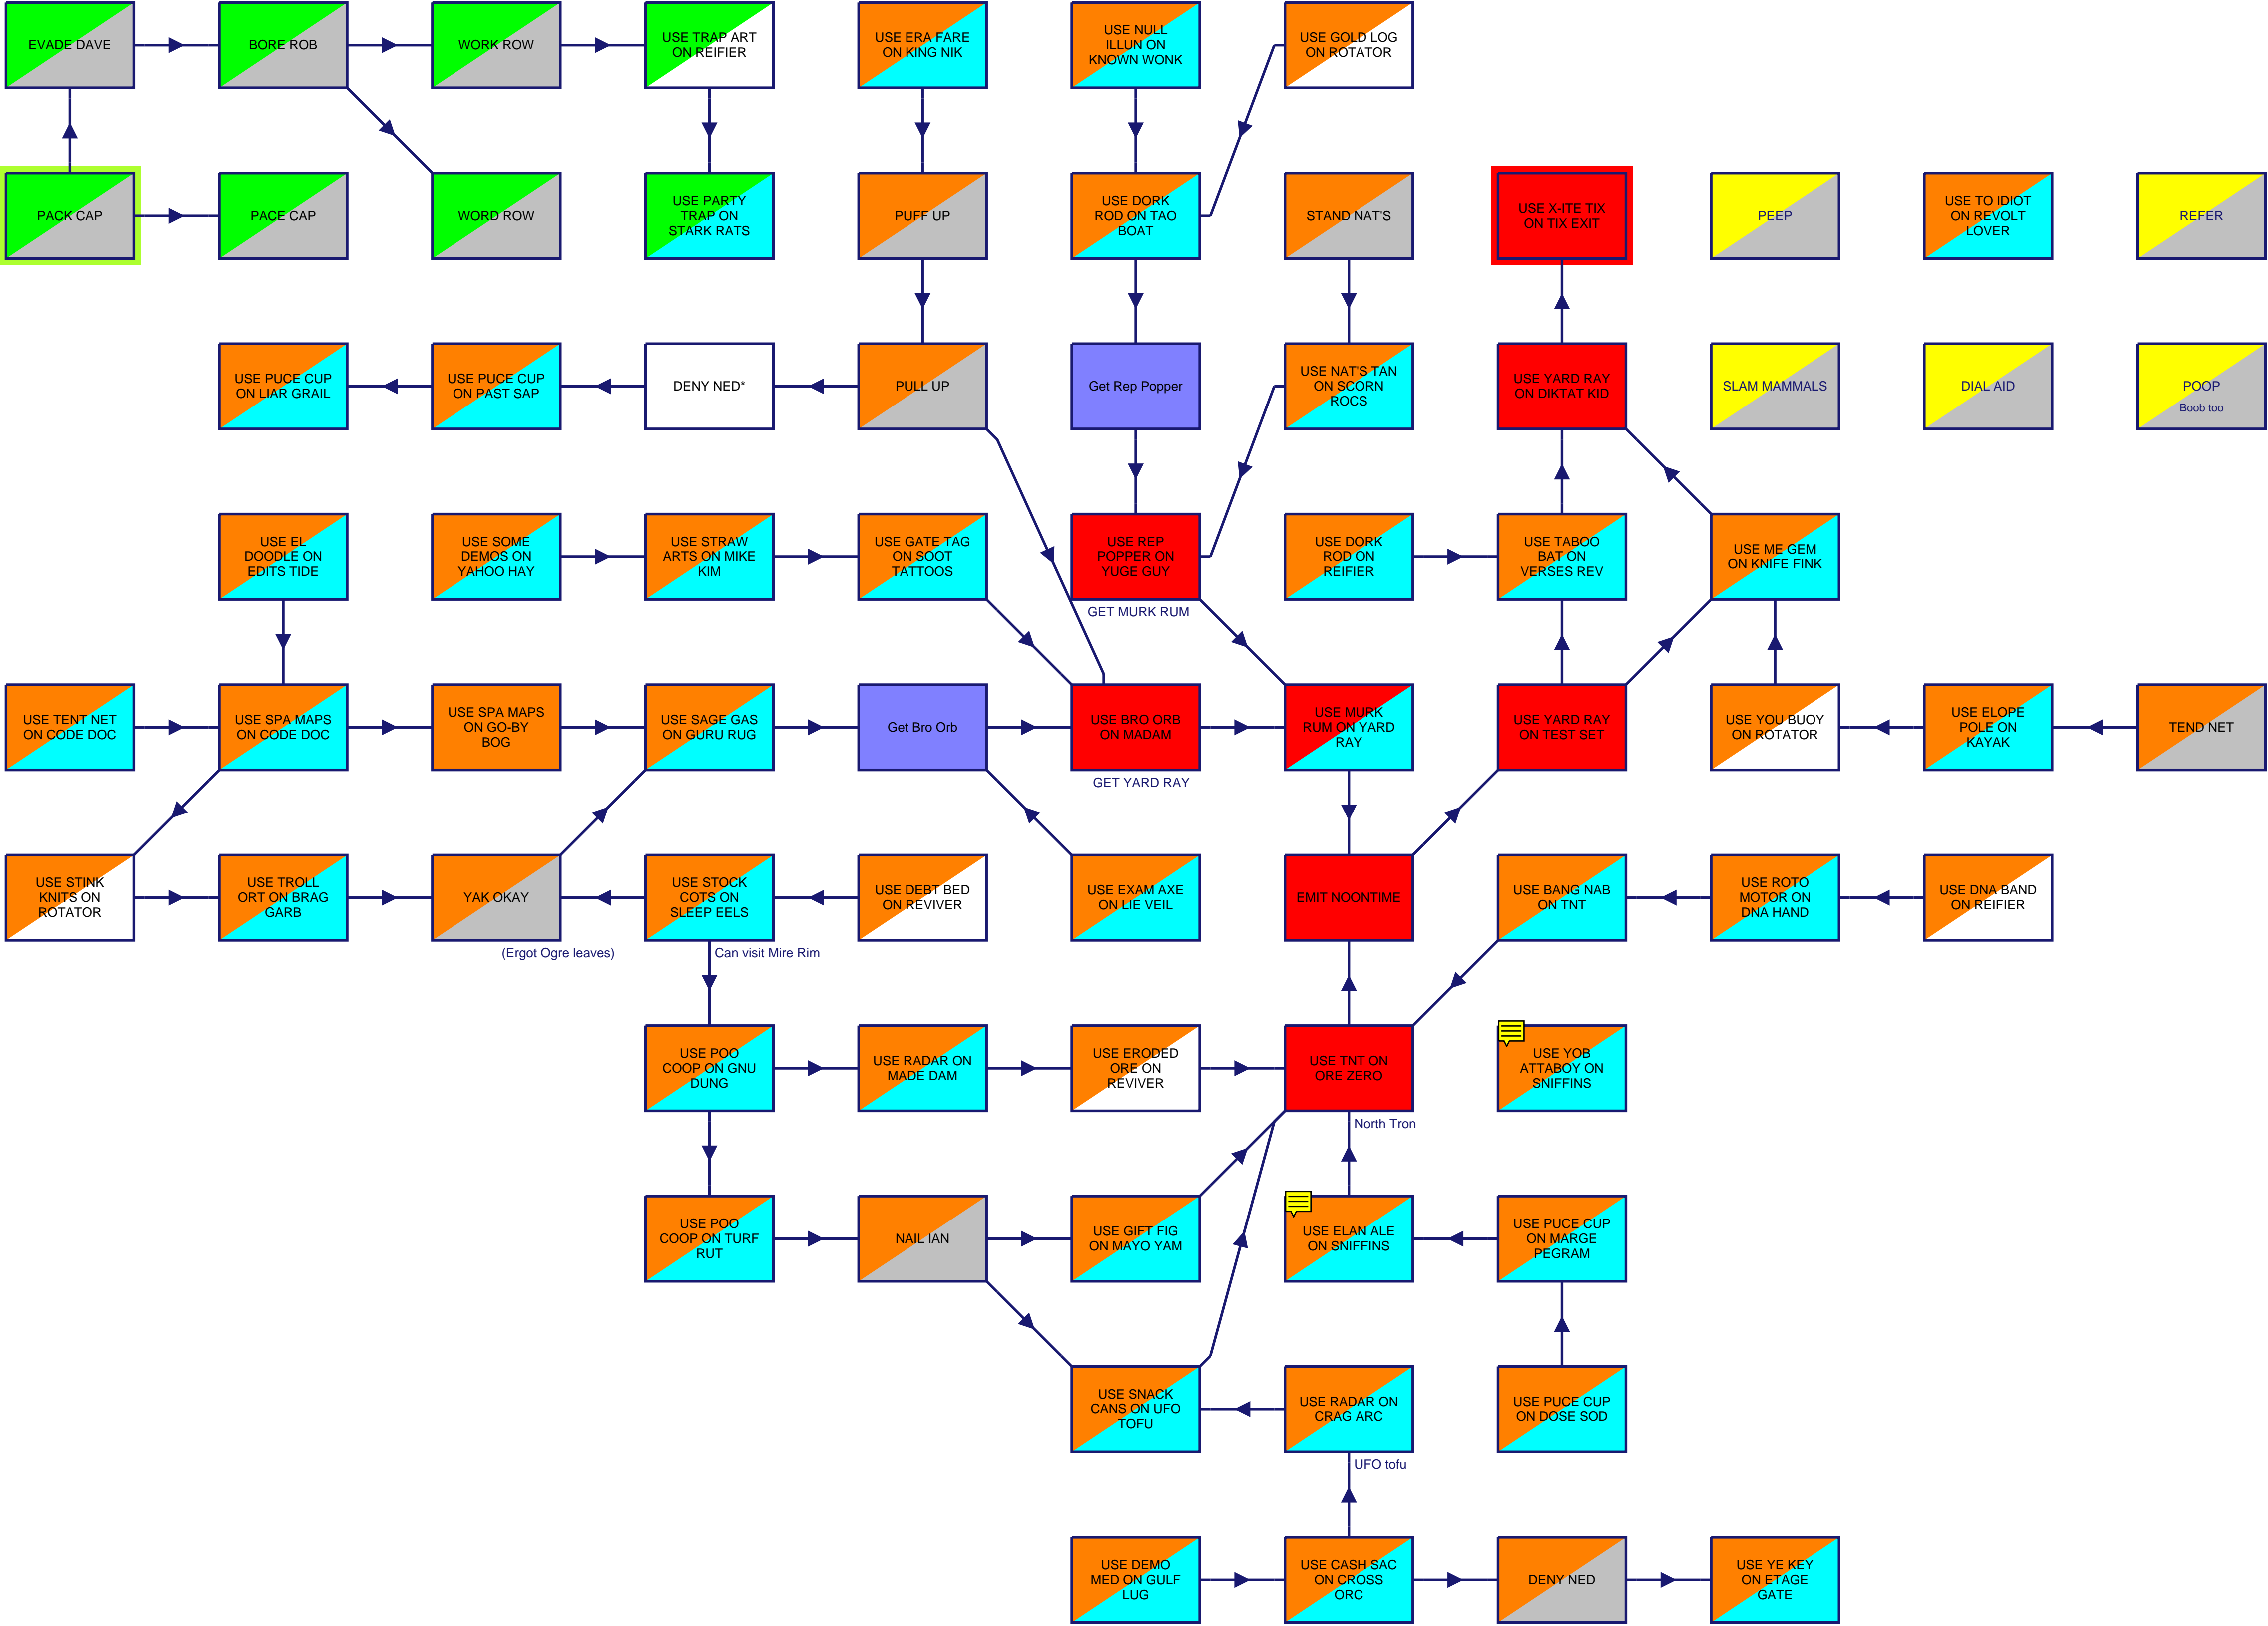 EVADE DAVE
BORE ROB
WORK ROW
USE TRAP ART
ON REIFIER
USE ERA FARE
ON KING NIK
USE NULL
ILLUN ON
KNOWN WONK
USE GOLD LOG
ON ROTATOR
PACK CAP
PACE CAP
WORD ROW
USE PARTY
TRAP ON
STARK RATS
PUFF UP
USE DORK
ROD ON TAO
BOAT
STAND NAT'S
USE X-ITE TIX
ON TIX EXIT
PEEP
USE TO IDIOT
ON REVOLT
LOVER
REFER
USE PUCE CUP
ON LIAR GRAIL
USE PUCE CUP
ON PAST SAP
DENY NED*
PULL UP
Get Rep Popper
USE NAT'S TAN
ON SCORN
ROCS
USE YARD RAY
ON DIKTAT KID
SLAM MAMMALS
DIAL AID
POOP
Boob too
USE EL
DOODLE ON
EDITS TIDE
USE SOME
DEMOS ON
YAHOO HAY
USE STRAW
ARTS ON MIKE
KIM
USE GATE TAG
ON SOOT
TATTOOS
USE REP
POPPER ON
YUGE GUY
GET MURK RUM
USE DORK
ROD ON
REIFIER
USE TABOO
BAT ON
VERSES REV
USE ME GEM
ON KNIFE FINK
USE TENT NET
ON CODE DOC
USE SPA MAPS
ON CODE DOC
USE SPA MAPS
ON GO-BY
BOG
USE SAGE GAS
ON GURU RUG
Get Bro Orb
USE BRO ORB
ON MADAM
GET YARD RAY
USE MURK
RUM ON YARD
RAY
USE YARD RAY
ON TEST SET
USE YOU BUOY
ON ROTATOR
USE ELOPE
POLE ON
KAYAK
TEND NET
USE STINK
KNITS ON
ROTATOR
USE TROLL
ORT ON BRAG
GARB
YAK OKAY
(Ergot Ogre leaves)
USE STOCK
COTS ON
SLEEP EELS
Can visit Mire Rim
USE DEBT BED
ON REVIVER
USE EXAM AXE
ON LIE VEIL
EMIT NOONTIME
USE BANG NAB
ON TNT
USE ROTO
MOTOR ON
DNA HAND
USE DNA BAND
ON REIFIER
USE POO
COOP ON GNU
DUNG
USE RADAR ON
MADE DAM
USE ERODED
ORE ON
REVIVER
USE TNT ON
ORE ZERO
North Tron
USE YOB
ATTABOY ON
SNIFFINS
USE POO
COOP ON TURF
RUT
NAIL IAN
USE GIFT FIG
ON MAYO YAM
USE ELAN ALE
ON SNIFFINS
USE PUCE CUP
ON MARGE
PEGRAM
USE SNACK
CANS ON UFO
TOFU
USE RADAR ON
CRAG ARC
UFO tofu
USE PUCE CUP
ON DOSE SOD
USE DEMO
MED ON GULF
LUG
USE CASH SAC
ON CROSS
ORC
DENY NED
USE YE KEY
ON ETAGE
GATE